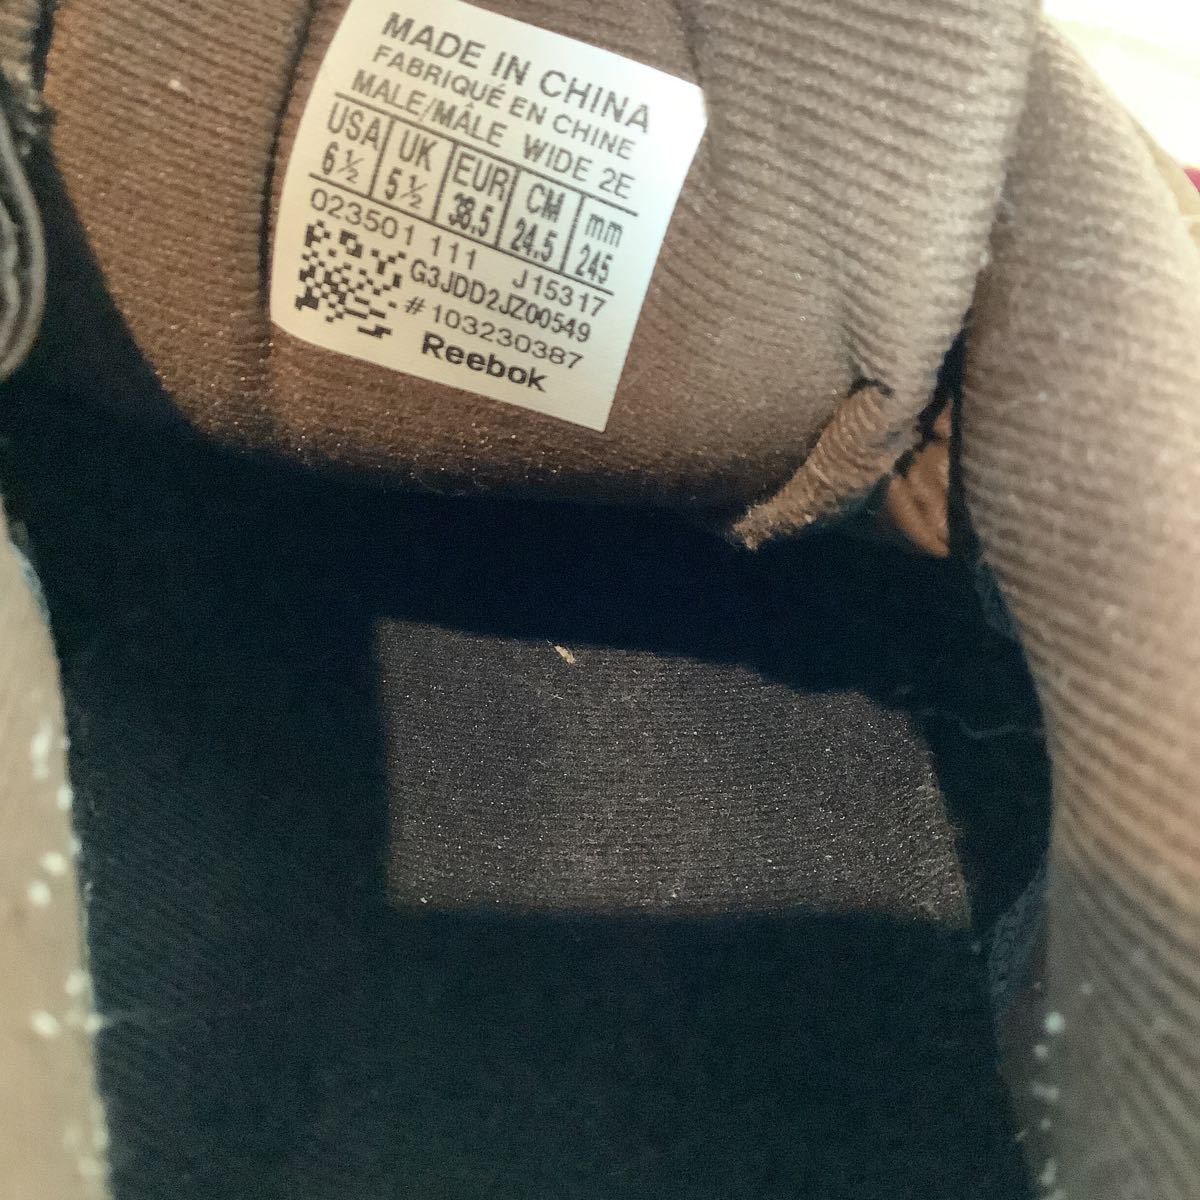 MADE IN CHINA
FABRIQUÉ EN CHINE
MALE/MÂLE WIDE 2E
USA UK EUR CM mm
6½ 5½ 38.5 24.5 245
023501 111 J15317
G3JDD2JZ00549
#103230387
Reebok